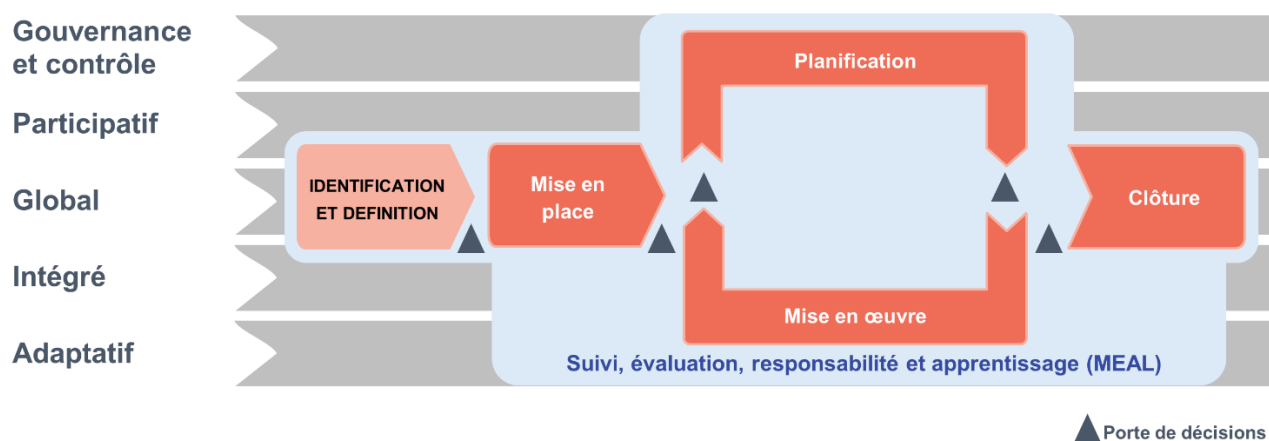 Gouvernance
et contrôle
Planification
Participatif
IDENTIFICATION
ET DEFINITION
Mise en
place
Global
Clôture
Intégré
Mise en œuvre
Adaptatif
Suivi, évaluation, responsabilité et apprentissage (MEAL)
Porte de décisions